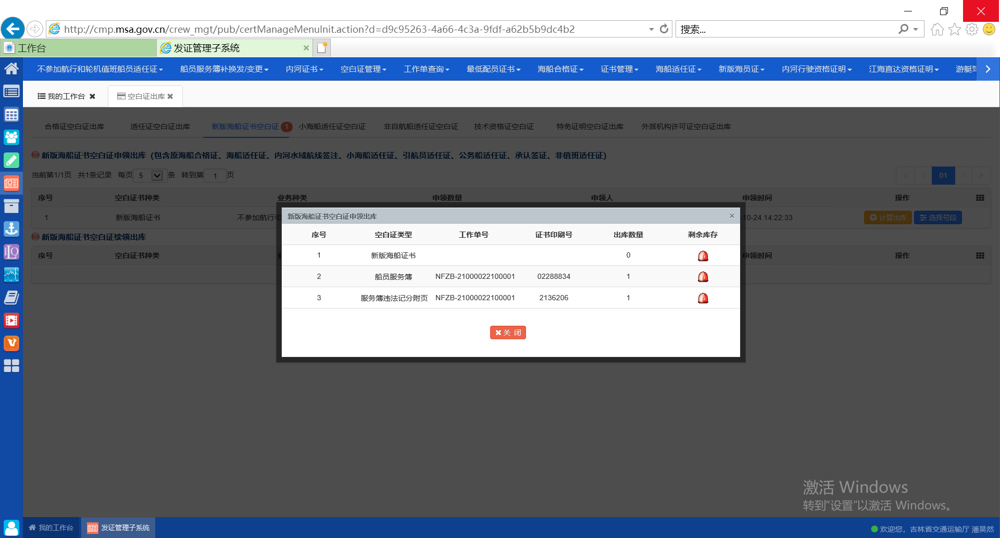 http://cmp.msa.gov.cn/crew_mgt/pub/certManageMenuInit.action?d=d9c95263-4a66-4c3a-9fdf-a62b5b9dc4b2
搜索...
工作台
发证管理子系统
不参加航行和轮机值班船员适任证 船员服务簿补换发/变更 内河证书 空白证管理 工作单查询 最低配员证书 海船合格证 证书管理 海船适任证 新版海员证 内河行驶资格证明 江海直达资格证明 游艇
我的工作台 空白证出库
合格证空白证出库 适任证空白证出库 新版海船证书空白证 1 小海船适任证空白证 非自航船适任证空白证 技术资格证空白证 特免证明空白证出库 外派机构许可证空白证出库
新版海船证书空白证申领出库（包含原海船合格证、海船适任证、内河水域航线签注、小海船适任证、引航员适任证、公务船适任证、承认签证、非值班适任证）
当前第1/1页 共1条记录 每页 5 条 转到第 1 页
« ‹ 01 › »
序号 空白证书种类 业务种类 申领数量 申领人 申领时间 操作
1 新版海船证书 不参加航行和 -10-24 14:22:33 计算出库 选择号段
新版海船证书空白证续领出库
序号 空白证书种类 申领时间 操作
新版海船证书空白证申领出库 ×
序号 空白证类型 工作单号 证书印刷号 出库数量 剩余库存
1 新版海船证书 0
2 船员服务簿 NFZB-21000022100001 02288834 1
3 服务簿违法记分附页 NFZB-21000022100001 2136206 1
关 闭
激活 Windows
转到“设置”以激活 Windows。
我的工作台 发证管理子系统
欢迎您，吉林省交通运输厅 潘昊然